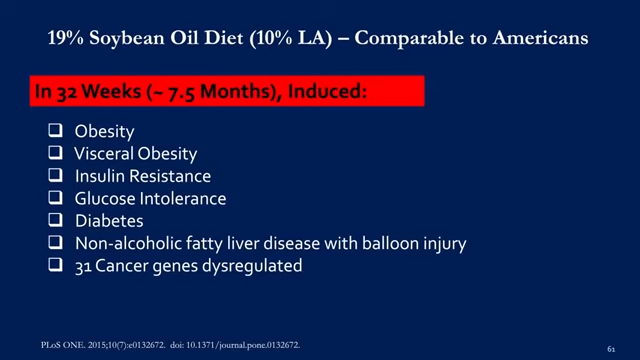 19% Soybean Oil Diet (10% LA) – Comparable to Americans
In 32 Weeks (~ 7.5 Months), Induced:
❑ Obesity
❑ Visceral Obesity
❑ Insulin Resistance
❑ Glucose Intolerance
❑ Diabetes
❑ Non-alcoholic fatty liver disease with balloon injury
❑ 31 Cancer genes dysregulated
PLoS ONE. 2015;10(7):e0132672. doi: 10.1371/journal.pone.0132672.
61